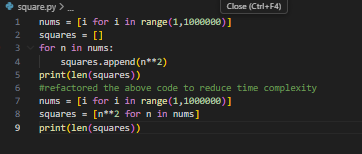 square.py > ...
Close (Ctrl+F4)
1 nums = [i for i in range(1,1000000)]
2 squares = []
3 for n in nums:
4 squares.append(n**2)
5 print(len(squares))
6 #refactored the above code to reduce time complexity
7 nums = [i for i in range(1,1000000)]
8 squares = [n**2 for n in nums]
9 print(len(squares))